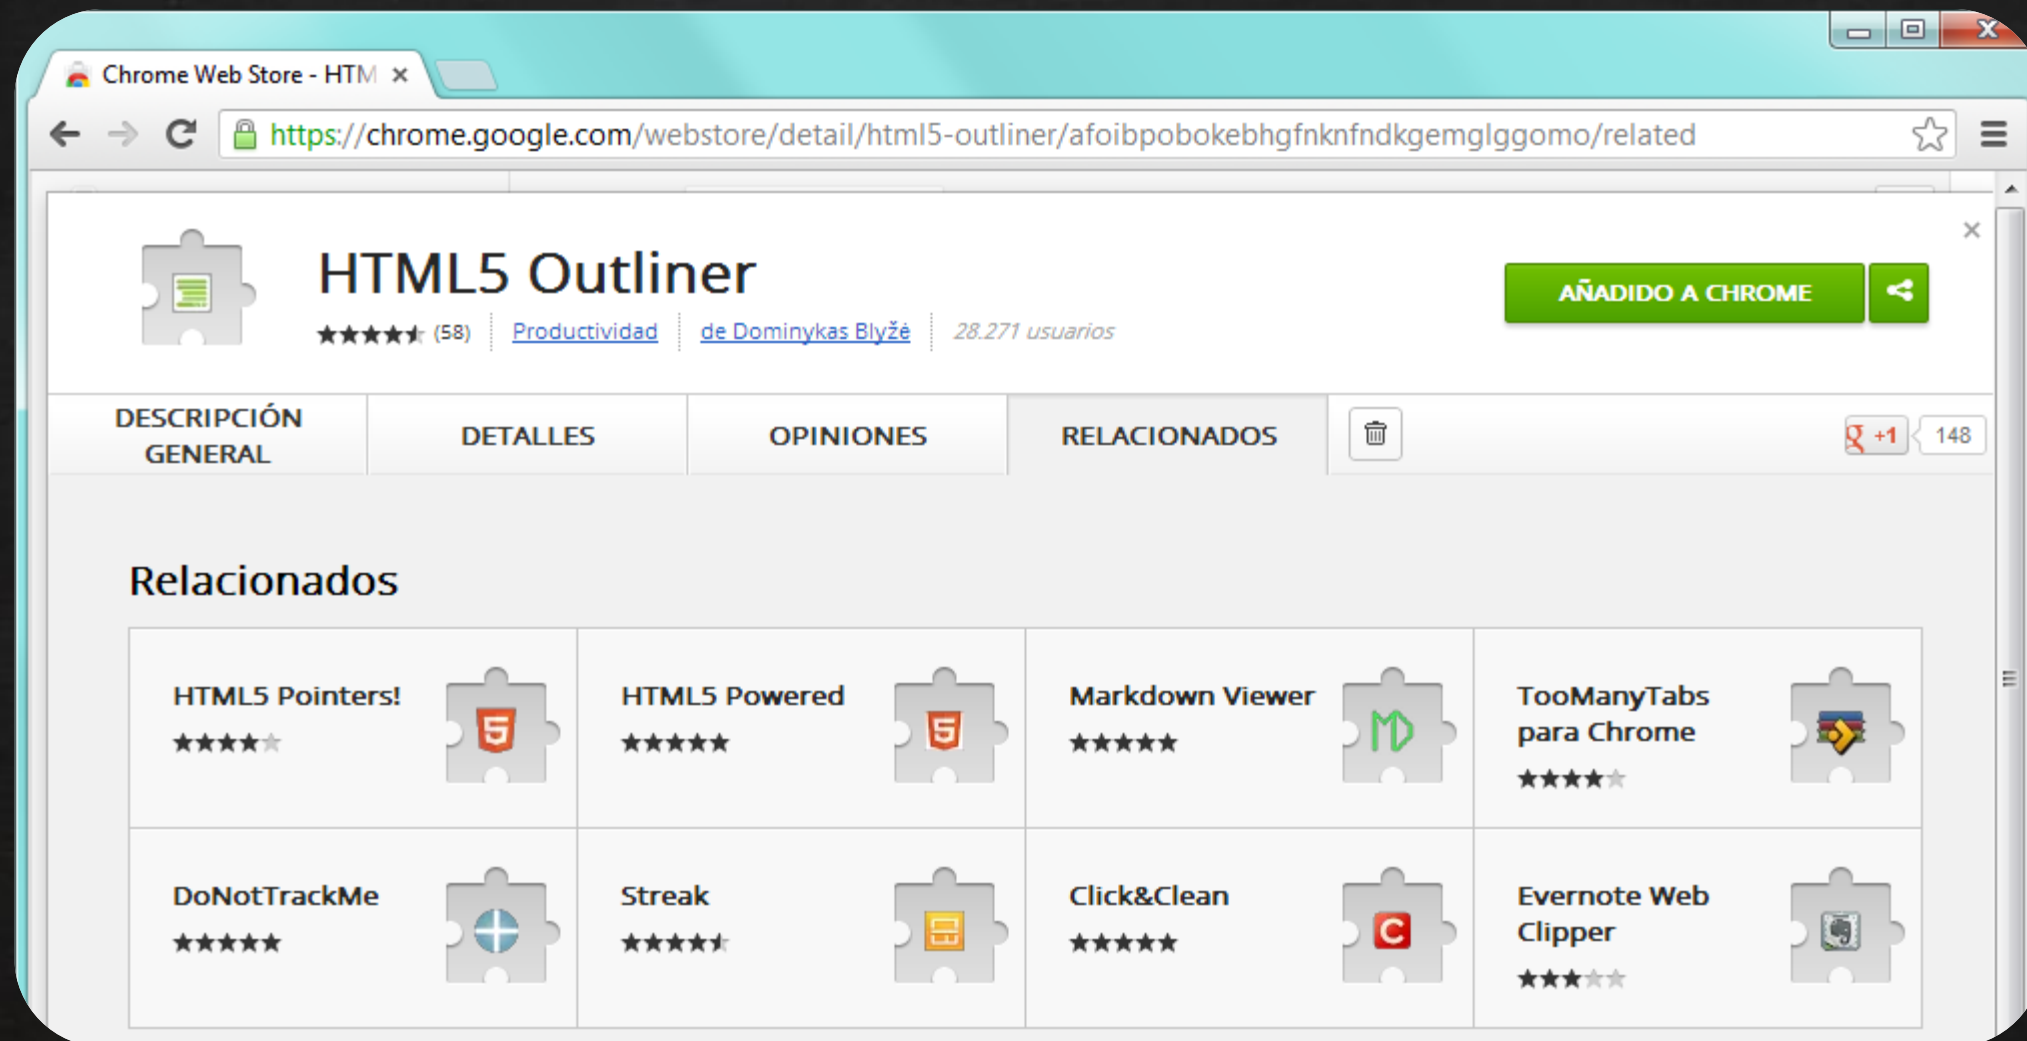 Chrome Web Store - HTM
https://chrome.google.com/webstore/detail/html5-outliner/afoibpobokebhgfnknfndkgemglggomo/related
HTML5 Outliner
AÑADIDO A CHROME
(58) Productividad de Dominykas Blyžė 28.271 usuarios
DESCRIPCIÓN
GENERAL
DETALLES
OPINIONES
RELACIONADOS
g +1 148
Relacionados
HTML5 Pointers!
HTML5 Powered
Markdown Viewer
TooManyTabs
para Chrome
DoNotTrackMe
Streak
Click&Clean
Evernote Web
Clipper